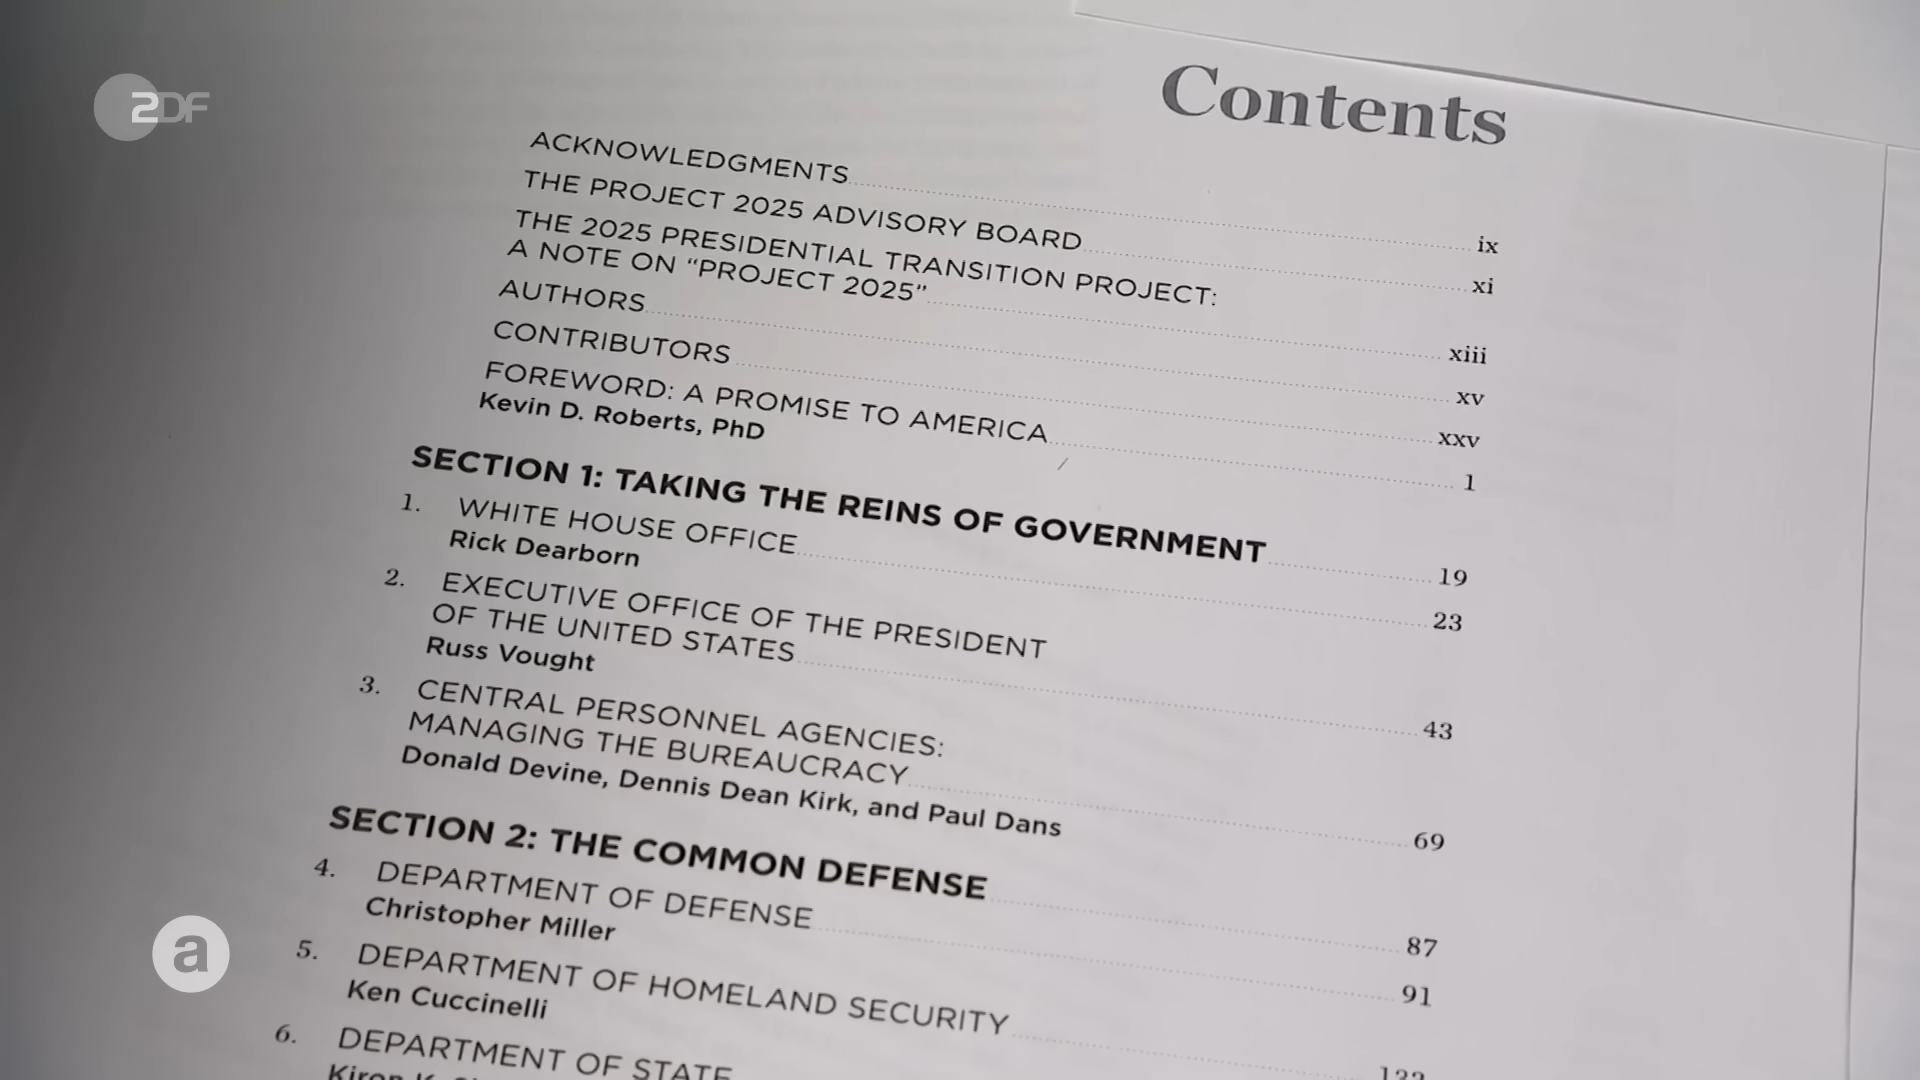 ZDF
Contents
ACKNOWLEDGMENTS ix
THE PROJECT 2025 ADVISORY BOARD xi
THE 2025 PRESIDENTIAL TRANSITION PROJECT:
A NOTE ON “PROJECT 2025” xiii
AUTHORS xv
CONTRIBUTORS xxv
FOREWORD: A PROMISE TO AMERICA 1
Kevin D. Roberts, PhD
SECTION 1: TAKING THE REINS OF GOVERNMENT 19
1. WHITE HOUSE OFFICE 23
Rick Dearborn
2. EXECUTIVE OFFICE OF THE PRESIDENT
OF THE UNITED STATES 43
Russ Vought
3. CENTRAL PERSONNEL AGENCIES:
MANAGING THE BUREAUCRACY 69
Donald Devine, Dennis Dean Kirk, and Paul Dans
SECTION 2: THE COMMON DEFENSE 87
4. DEPARTMENT OF DEFENSE 91
Christopher Miller
5. DEPARTMENT OF HOMELAND SECURITY
Ken Cuccinelli
6. DEPARTMENT OF STATE
a